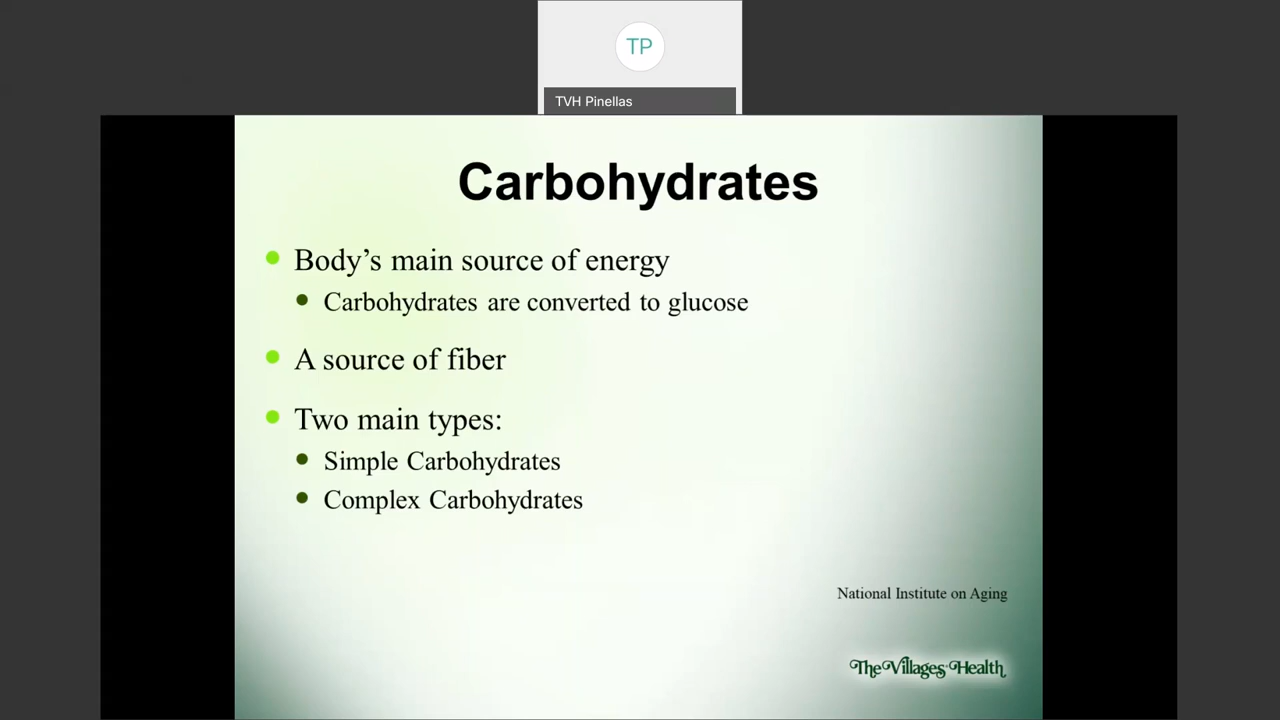 TP
TVH Pinellas
Carbohydrates
Body’s main source of energy
Carbohydrates are converted to glucose
A source of fiber
Two main types:
Simple Carbohydrates
Complex Carbohydrates
National Institute on Aging
The Villages Health